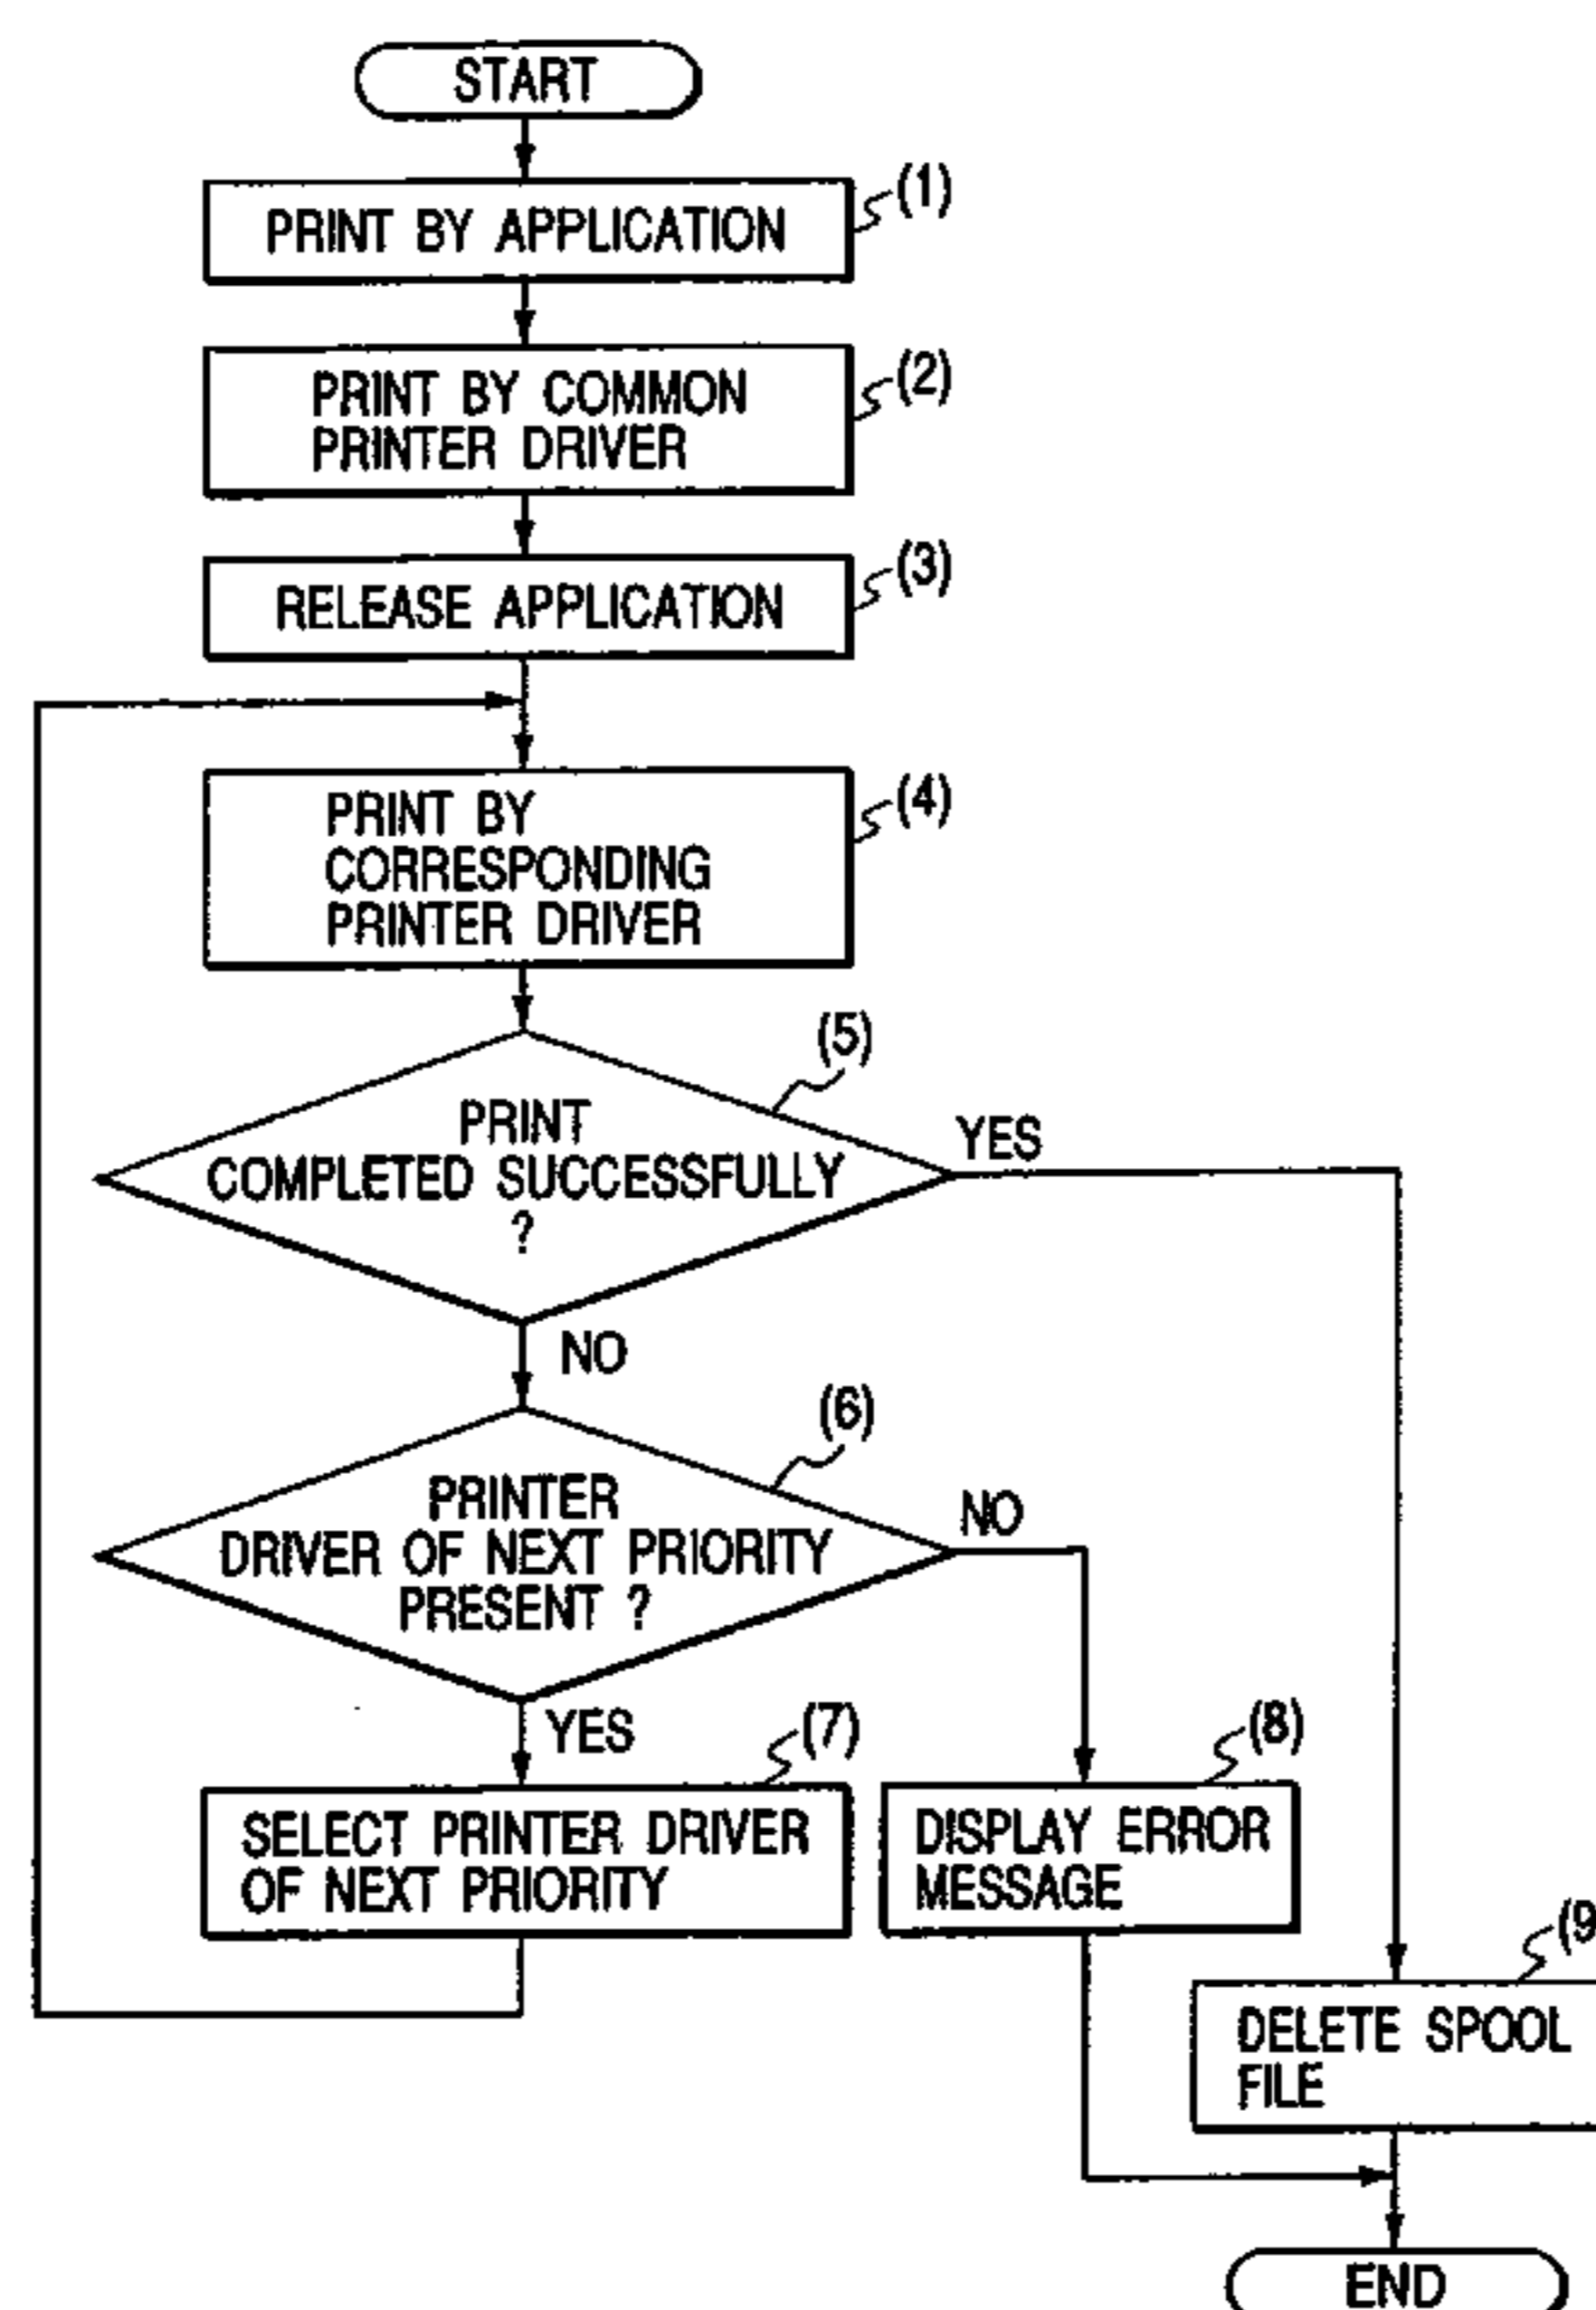 START
PRINT BY APPLICATION
(1)
PRINT BY COMMON
PRINTER DRIVER
(2)
RELEASE APPLICATION
(3)
PRINT BY
CORRESPONDING
PRINTER DRIVER
(4)
(5)
PRINT
COMPLETED SUCCESSFULLY
?
YES
NO
(6)
PRINTER
DRIVER OF NEXT PRIORITY
PRESENT ?
NO
YES
(7)
SELECT PRINTER DRIVER
OF NEXT PRIORITY
(8)
DISPLAY ERROR
MESSAGE
(9
DELETE SPOOL
FILE
END